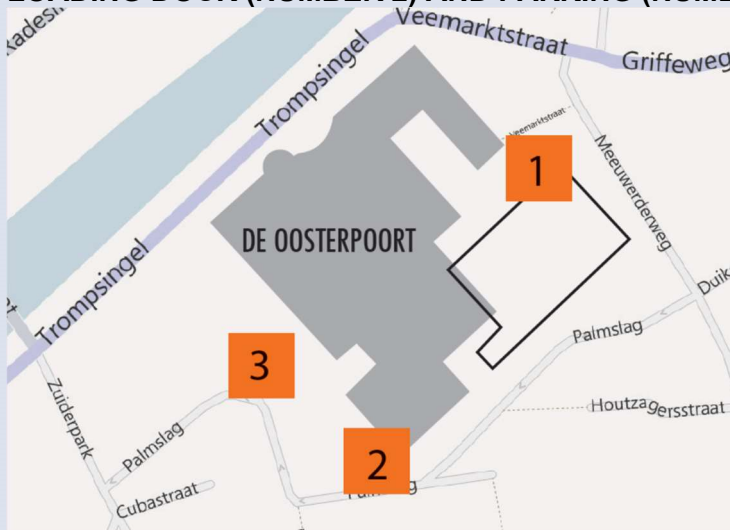 Veemarktstraat
Griffeweg
Trompsingel
Veemarktstraat
1
Meeuwerderweg
DE OOSTERPOORT
Trompsingel
Palmslag
3
Zuiderpark
Houtzagersstraat
Palmslag
2
Cubastraat